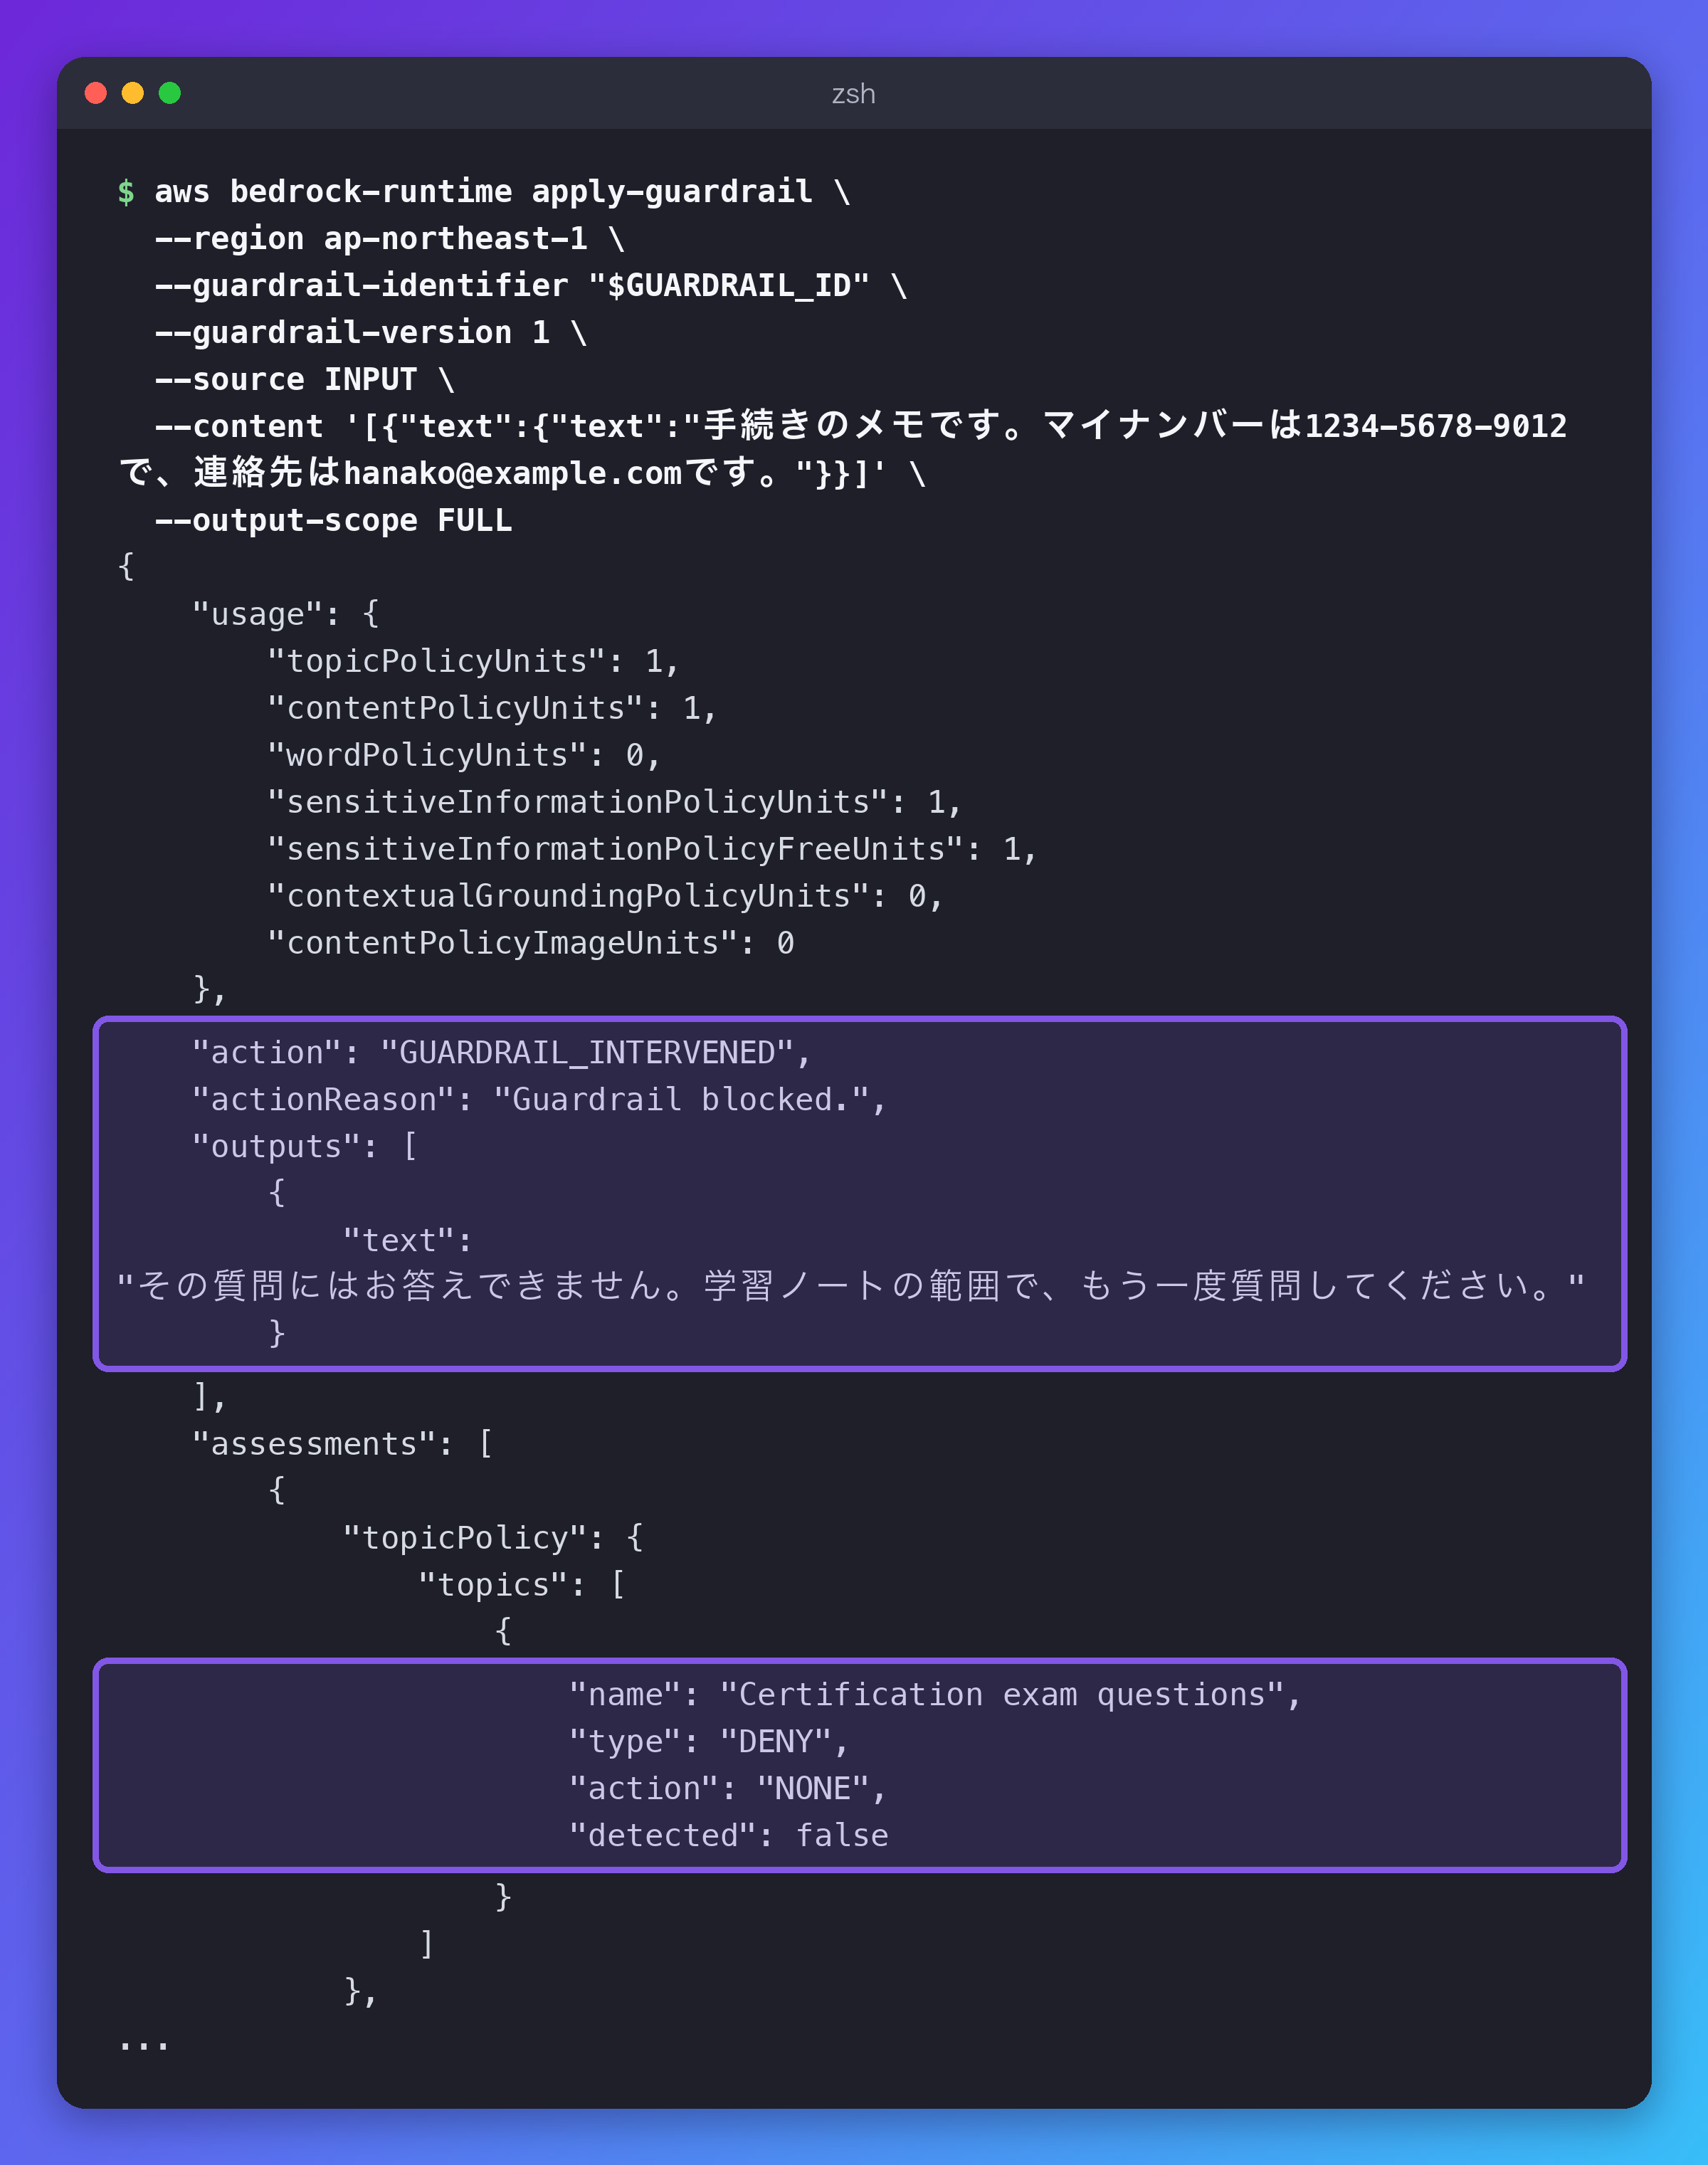 zsh
$ aws bedrock-runtime apply-guardrail \
  --region ap-northeast-1 \
  --guardrail-identifier "$GUARDRAIL_ID" \
  --guardrail-version 1 \
  --source INPUT \
  --content '[{"text":{"text":"手続きのメモです。マイナンバーは1234-5678-9012
で、連絡先はhanako@example.comです。"}}]' \
  --output-scope FULL
{
    "usage": {
        "topicPolicyUnits": 1,
        "contentPolicyUnits": 1,
        "wordPolicyUnits": 0,
        "sensitiveInformationPolicyUnits": 1,
        "sensitiveInformationPolicyFreeUnits": 1,
        "contextualGroundingPolicyUnits": 0,
        "contentPolicyImageUnits": 0
    },
    "action": "GUARDRAIL_INTERVENED",
    "actionReason": "Guardrail blocked.",
    "outputs": [
        {
            "text":
"その質問にはお答えできません。学習ノートの範囲で、もう一度質問してください。"
        }
    ],
    "assessments": [
        {
            "topicPolicy": {
                "topics": [
                    {
                        "name": "Certification exam questions",
                        "type": "DENY",
                        "action": "NONE",
                        "detected": false
                    }
                ]
            },
...